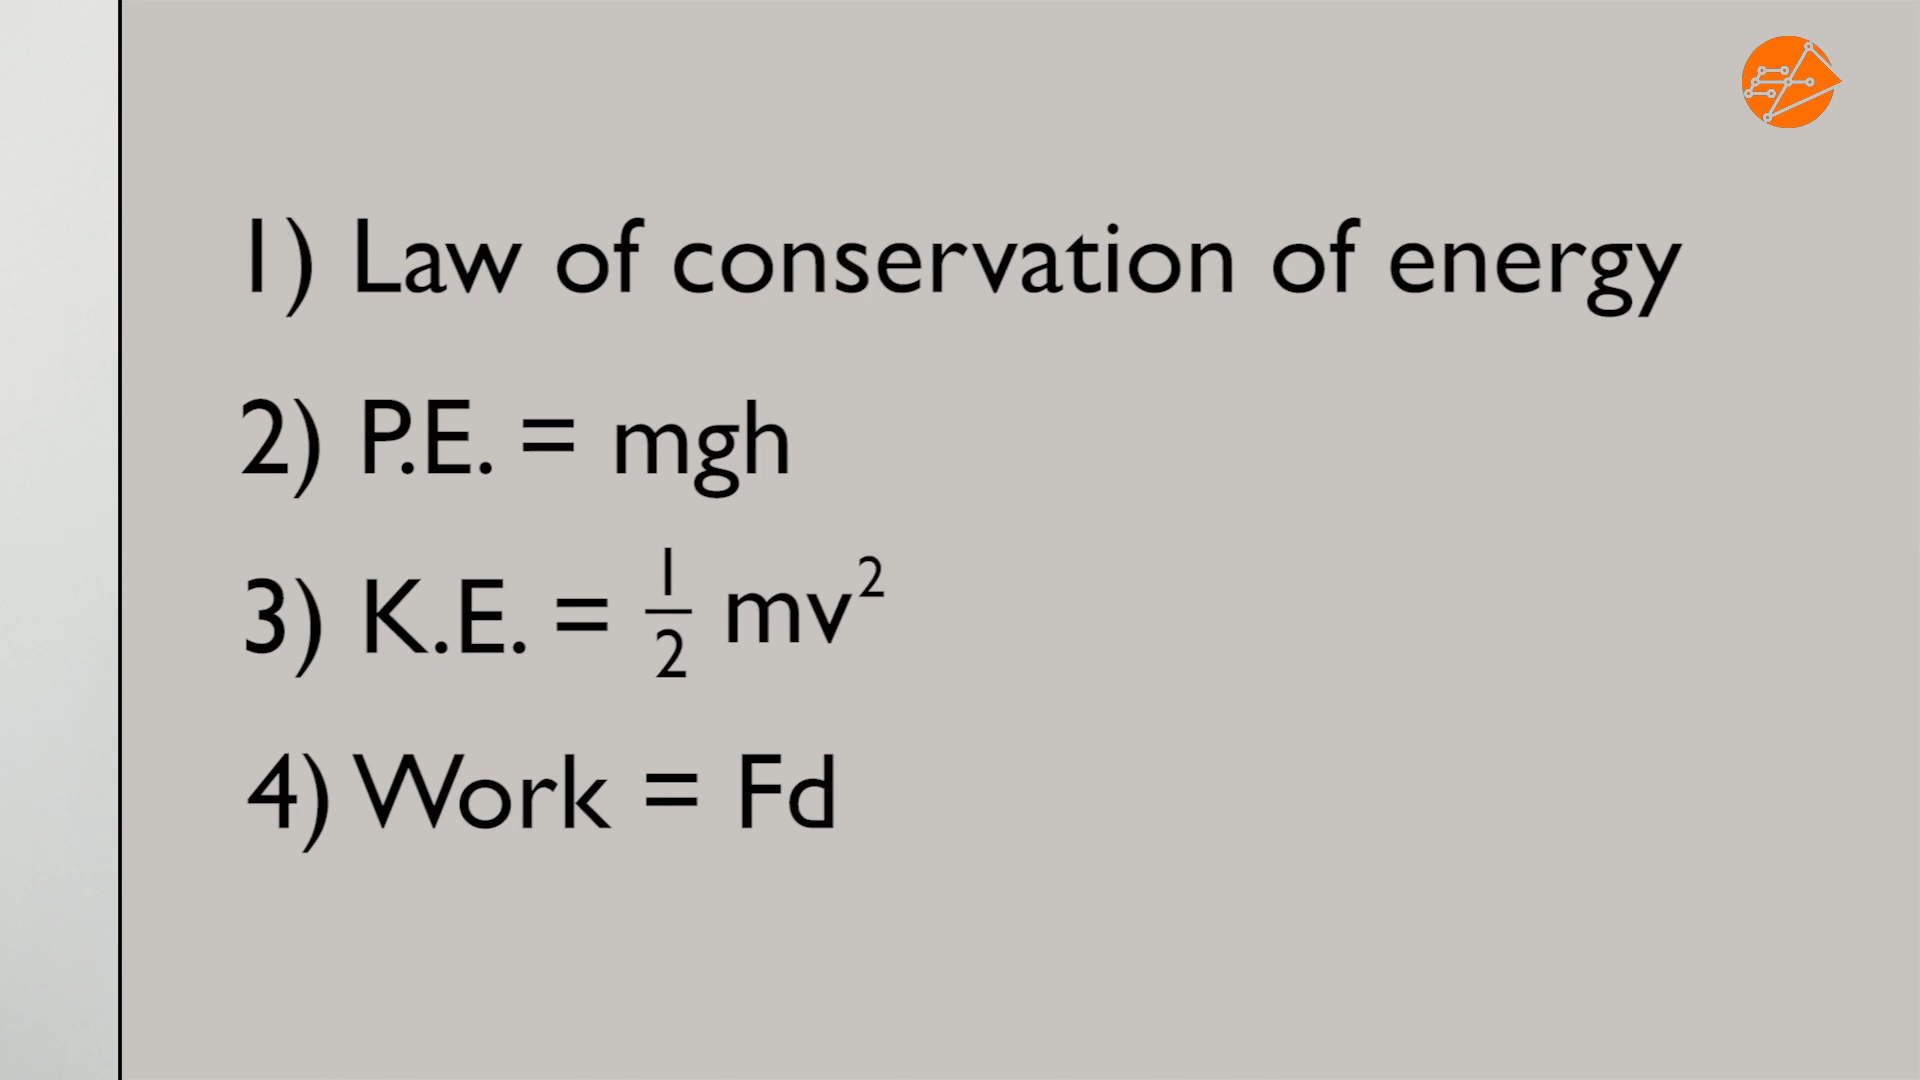 1) Law of conservation of energy
2) P.E. = mgh
3) K.E. = 1/2 mv²
4) Work = Fd